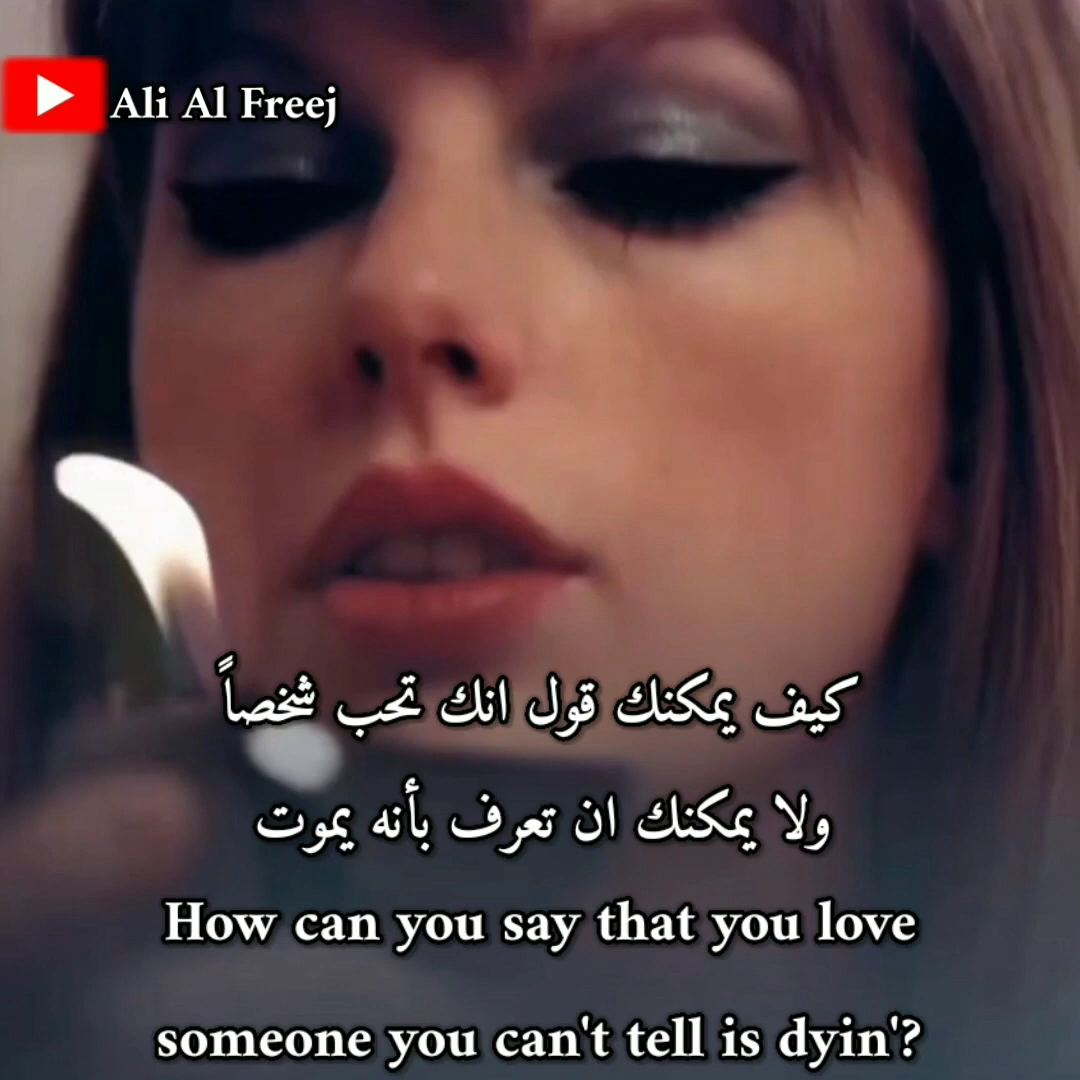 Ali Al Freej
كيف يمكنك قول انك تحب شخصاً
ولا يمكنك ان تعرف بأنه يموت
How can you say that you love
someone you can't tell is dyin'?